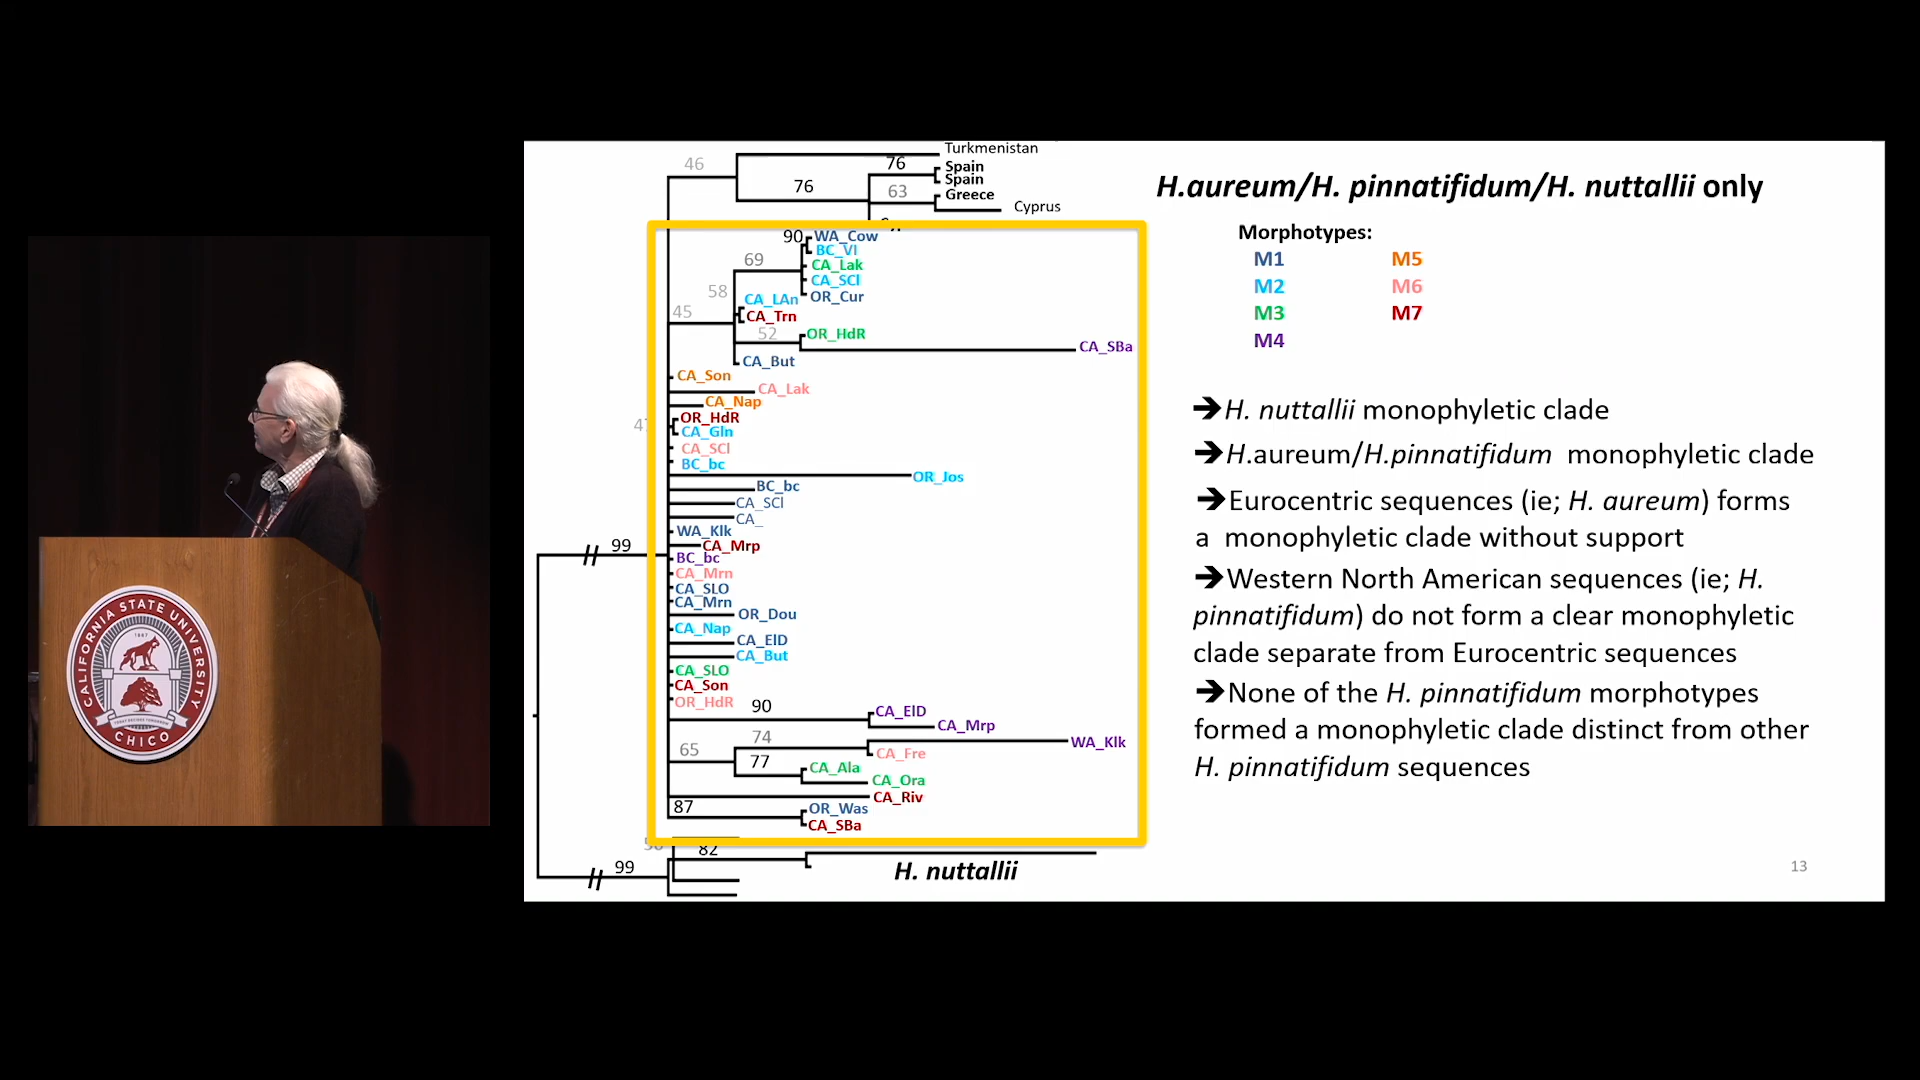 46
Turkmenistan
76
Spain
Spain
76
63
Greece
Cyprus
90
WA_Cow
BC_VI
69
CA_Lak
CA_SCl
58
OR_Cur
CA_LAn
45
CA_Trn
52
OR_HdR
CA_SBa
CA_But
CA_Son
CA_Lak
CA_Nap
OR_HdR
CA_Gln
CA_SCl
BC_bc
OR_Jos
BC_bc
CA_SCl
CA_
WA_Klk
99
CA_Mrp
BC_bc
CA_Mrn
CA_SLO
CA_Mrn
OR_Dou
CA_Nap
CA_ElD
CA_But
CA_SLO
CA_Son
OR_HdR
90
CA_ElD
CA_Mrp
74
WA_Klk
65
CA_Fre
77
CA_Ala
CA_Ora
CA_Riv
87
OR_Was
CA_SBa
82
99
H. nuttallii
H.aureum/H. pinnatifidum/H. nuttallii only
Morphotypes:
M1 M5
M2 M6
M3 M7
M4
➔H. nuttallii monophyletic clade
➔H.aureum/H.pinnatifidum monophyletic clade
➔Eurocentric sequences (ie; H. aureum) forms
a monophyletic clade without support
➔Western North American sequences (ie; H.
pinnatifidum) do not form a clear monophyletic
clade separate from Eurocentric sequences
➔None of the H. pinnatifidum morphotypes
formed a monophyletic clade distinct from other
H. pinnatifidum sequences
13
CALIFORNIA STATE UNIVERSITY
1887
CHICO